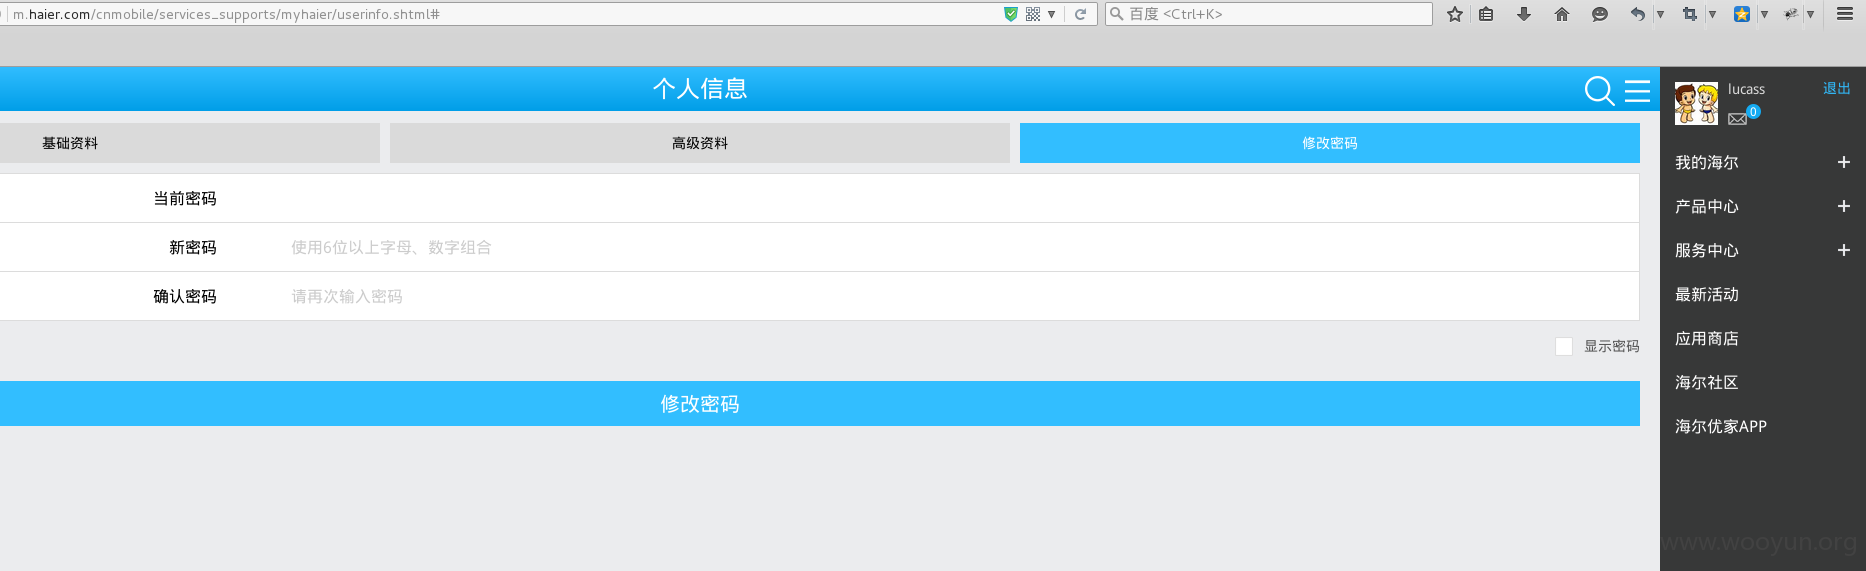 m.haier.com/cnmobile/services_supports/myhaier/userinfo.shtml#
百度 <Ctrl+K>
个人信息
基础资料
高级资料
修改密码
当前密码
新密码 使用6位以上字母、数字组合
确认密码 请再次输入密码
显示密码
修改密码
lucass
退出
0
我的海尔 +
产品中心 +
服务中心 +
最新活动
应用商店
海尔社区
海尔优家APP
www.wooyun.org